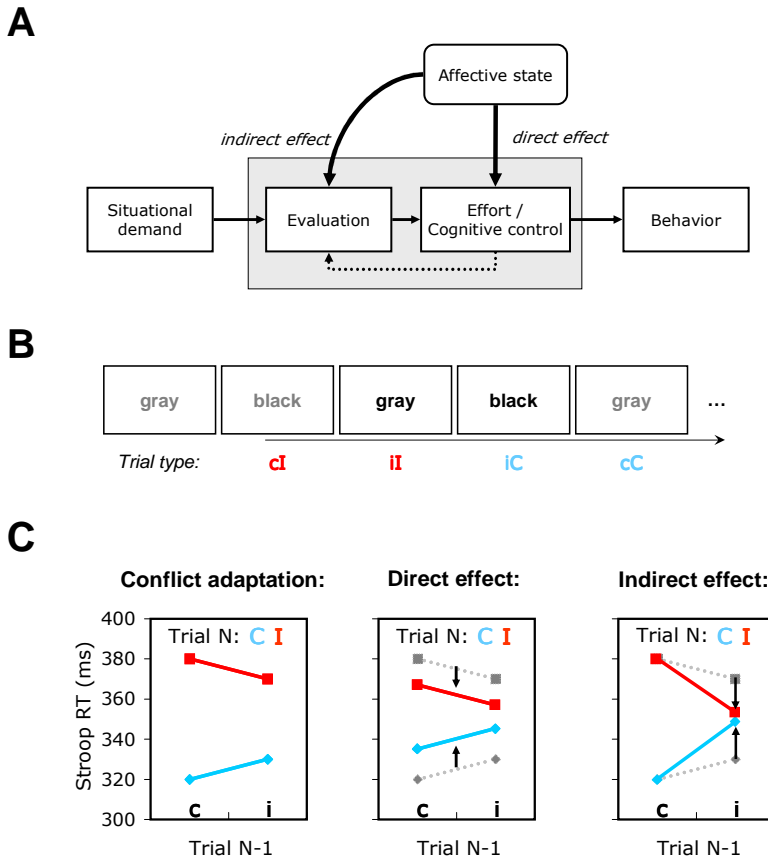 A
Affective state
indirect effect
direct effect
Situational
demand
Evaluation
Effort /
Cognitive control
Behavior
B
gray
black
gray
black
gray
...
Trial type:
cI
iI
iC
cC
C
Conflict adaptation:
Direct effect:
Indirect effect:
Stroop RT (ms)
400
380
360
340
320
300
Trial N: C I
c
i
Trial N-1
Trial N: C I
c
i
Trial N-1
Trial N: C I
c
i
Trial N-1